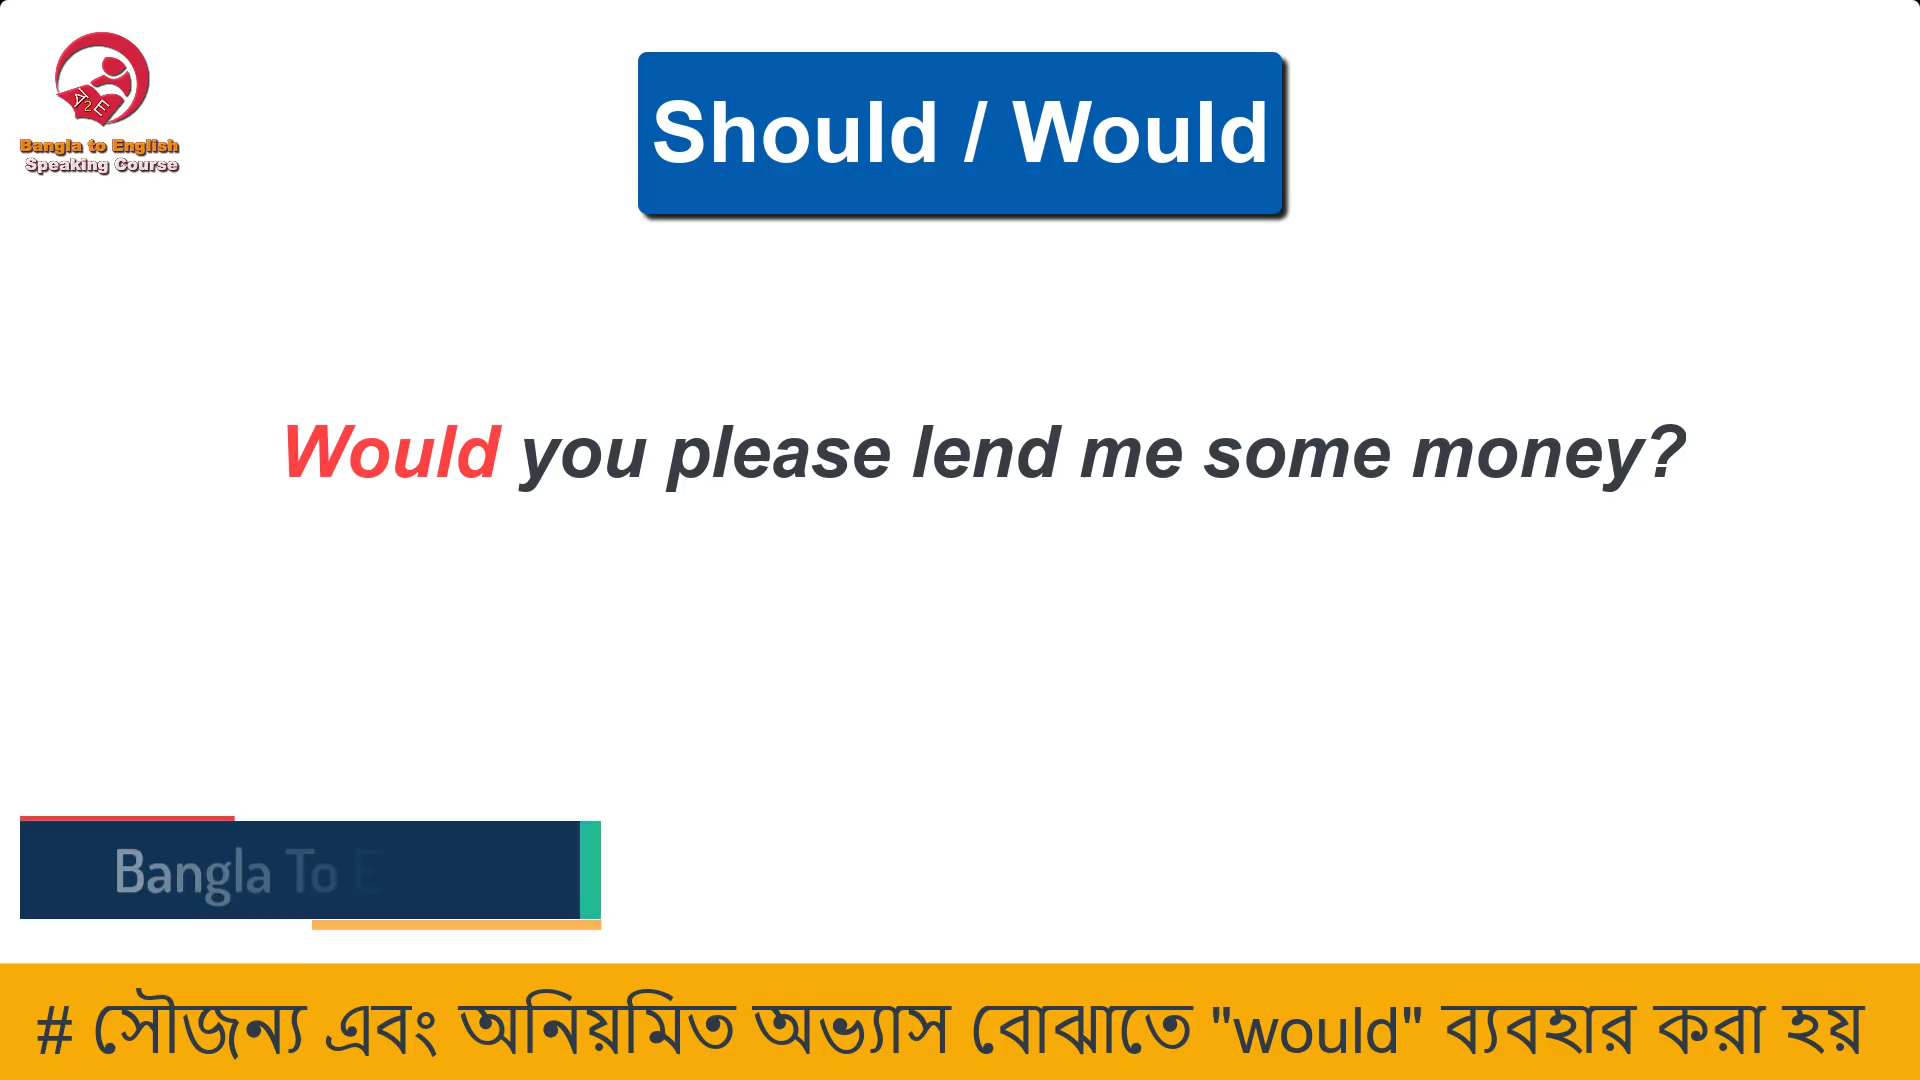 A2E
Bangla to English
Speaking Course
Should / Would
Would you please lend me some money?
Bangla To E
# সৌজন্য এবং অনিয়মিত অভ্যাস বোঝাতে "would" ব্যবহার করা হয়